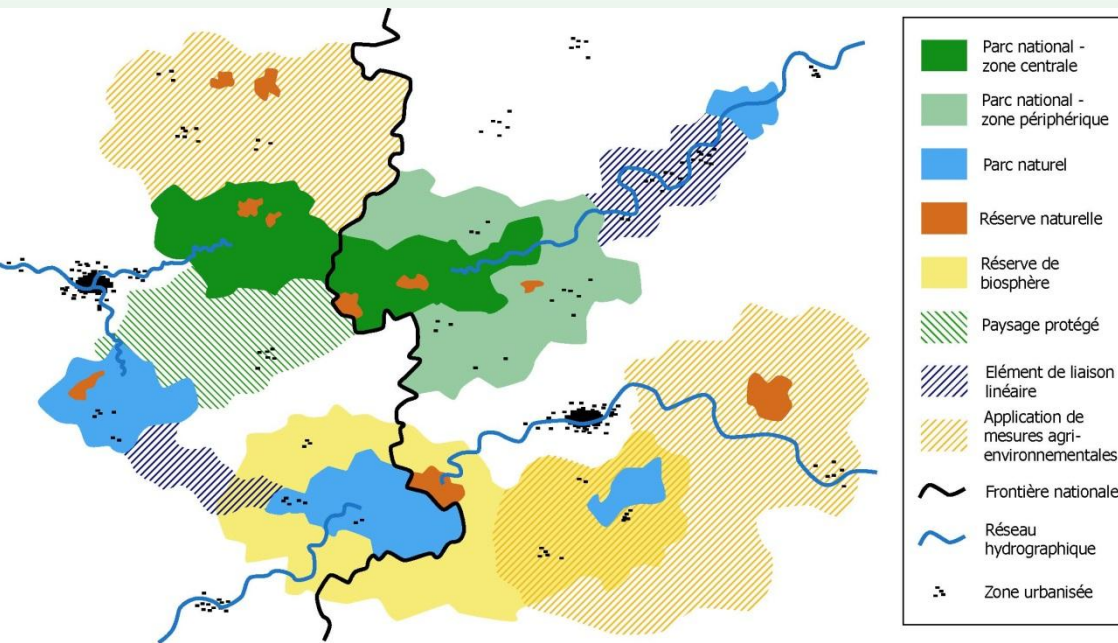 Parc national -
zone centrale
Parc national -
zone périphérique
Parc naturel
Réserve naturelle
Réserve de
biosphère
Paysage protégé
Elément de liaison
linéaire
Application de
mesures agri-
environnementales
Frontière nationale
Réseau
hydrographique
Zone urbanisée